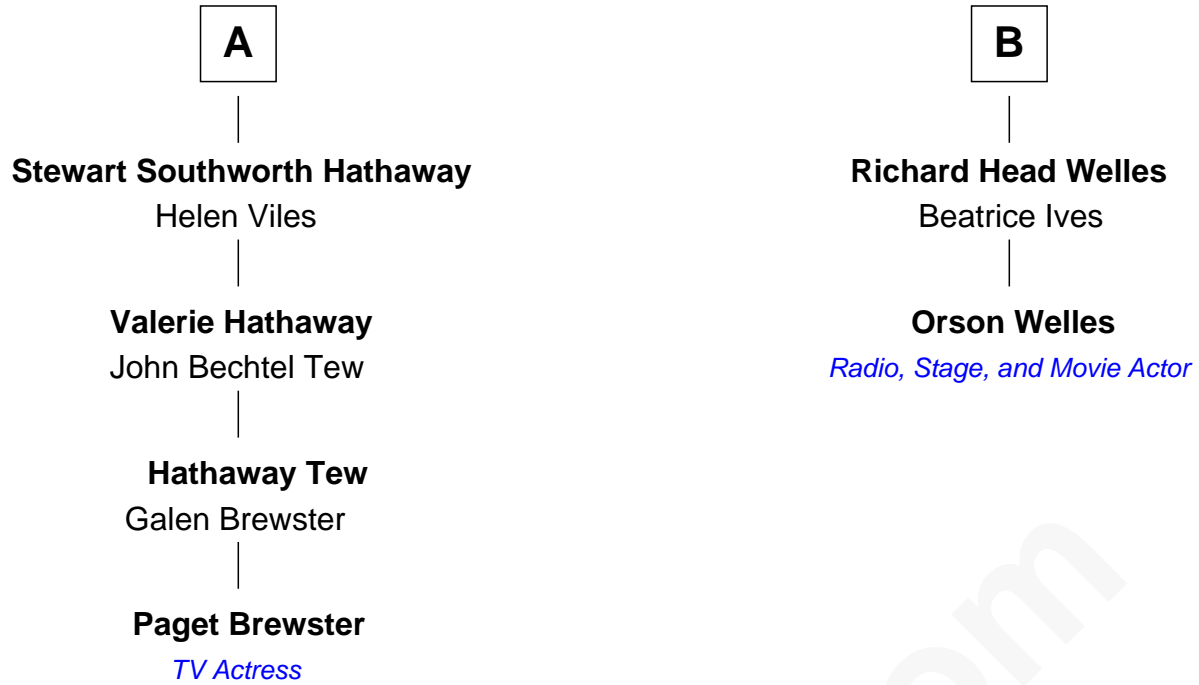 A
Stewart Southworth Hathaway
Helen Viles
Valerie Hathaway
John Bechtel Tew
Hathaway Tew
Galen Brewster
Paget Brewster
TV Actress
B
Richard Head Welles
Beatrice Ives
Orson Welles
Radio, Stage, and Movie Actor
om